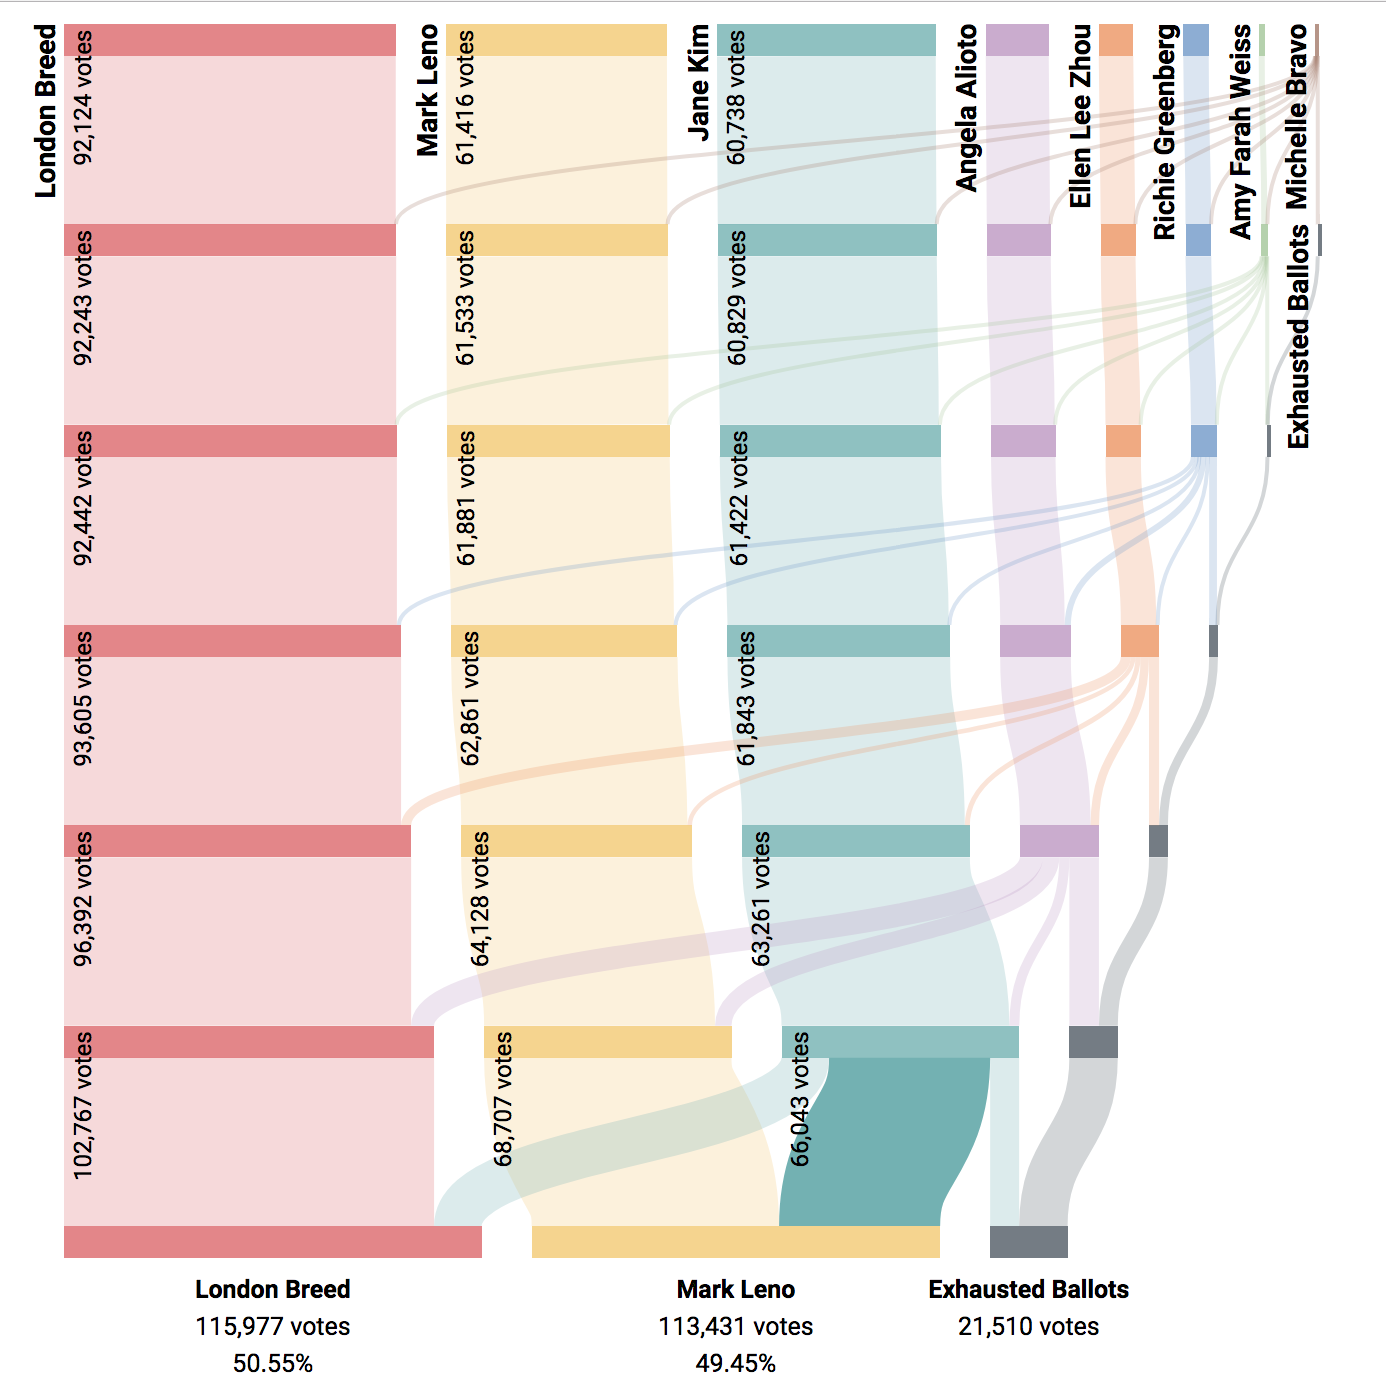 London Breed
Mark Leno
Jane Kim
Angela Alioto
Ellen Lee Zhou
Richie Greenberg
Amy Farah Weiss
Michelle Bravo
92,124 votes
61,416 votes
60,738 votes
Exhausted Ballots
92,243 votes
61,533 votes
60,829 votes
92,442 votes
61,881 votes
61,422 votes
93,605 votes
62,861 votes
61,843 votes
96,392 votes
64,128 votes
63,261 votes
102,767 votes
68,707 votes
66,043 votes
London Breed
115,977 votes
50.55%
Mark Leno
113,431 votes
49.45%
Exhausted Ballots
21,510 votes